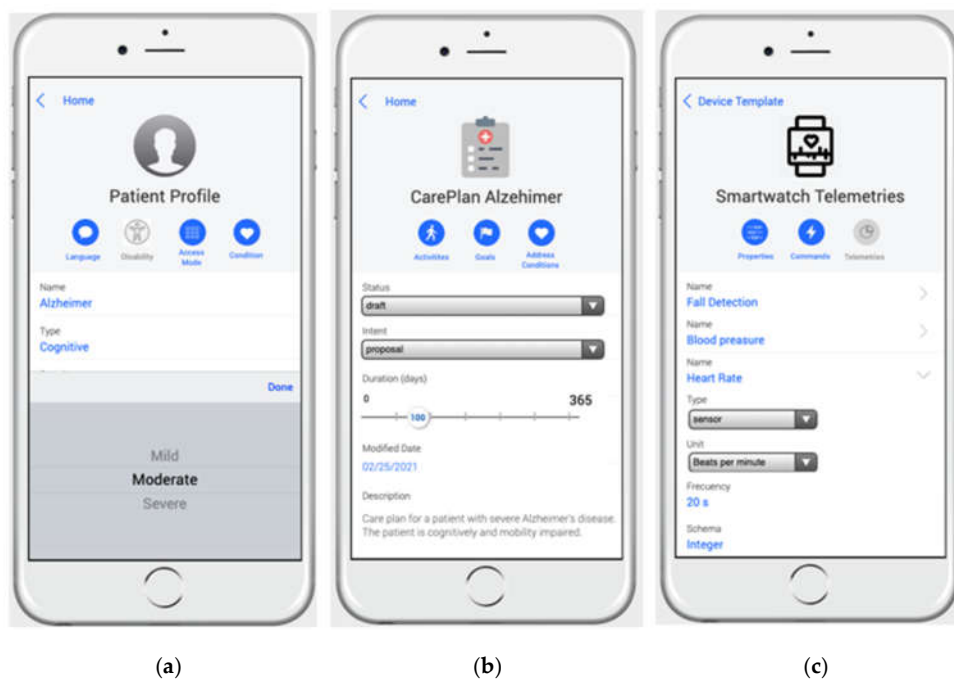 Home
Patient Profile
Language Disability Access Mode Condition
Name
Alzheimer
Type
Cognitive
Done
Mild
Moderate
Severe
(a)
Home
CarePlan Alzehimer
Activities Goals Address Conditions
Status
draft
Intent
proposal
Duration (days)
0 365
100
Modified Date
02/25/2021
Description
Care plan for a patient with severe Alzheimer's disease.
The patient is cognitively and mobility impaired.
(b)
Device Template
Smartwatch Telemetries
Properties Commands Telemetries
Name
Fall Detection
Name
Blood preasure
Name
Heart Rate
Type
sensor
Unit
Beats per minute
Frecuency
20 s
Schema
Integer
(c)